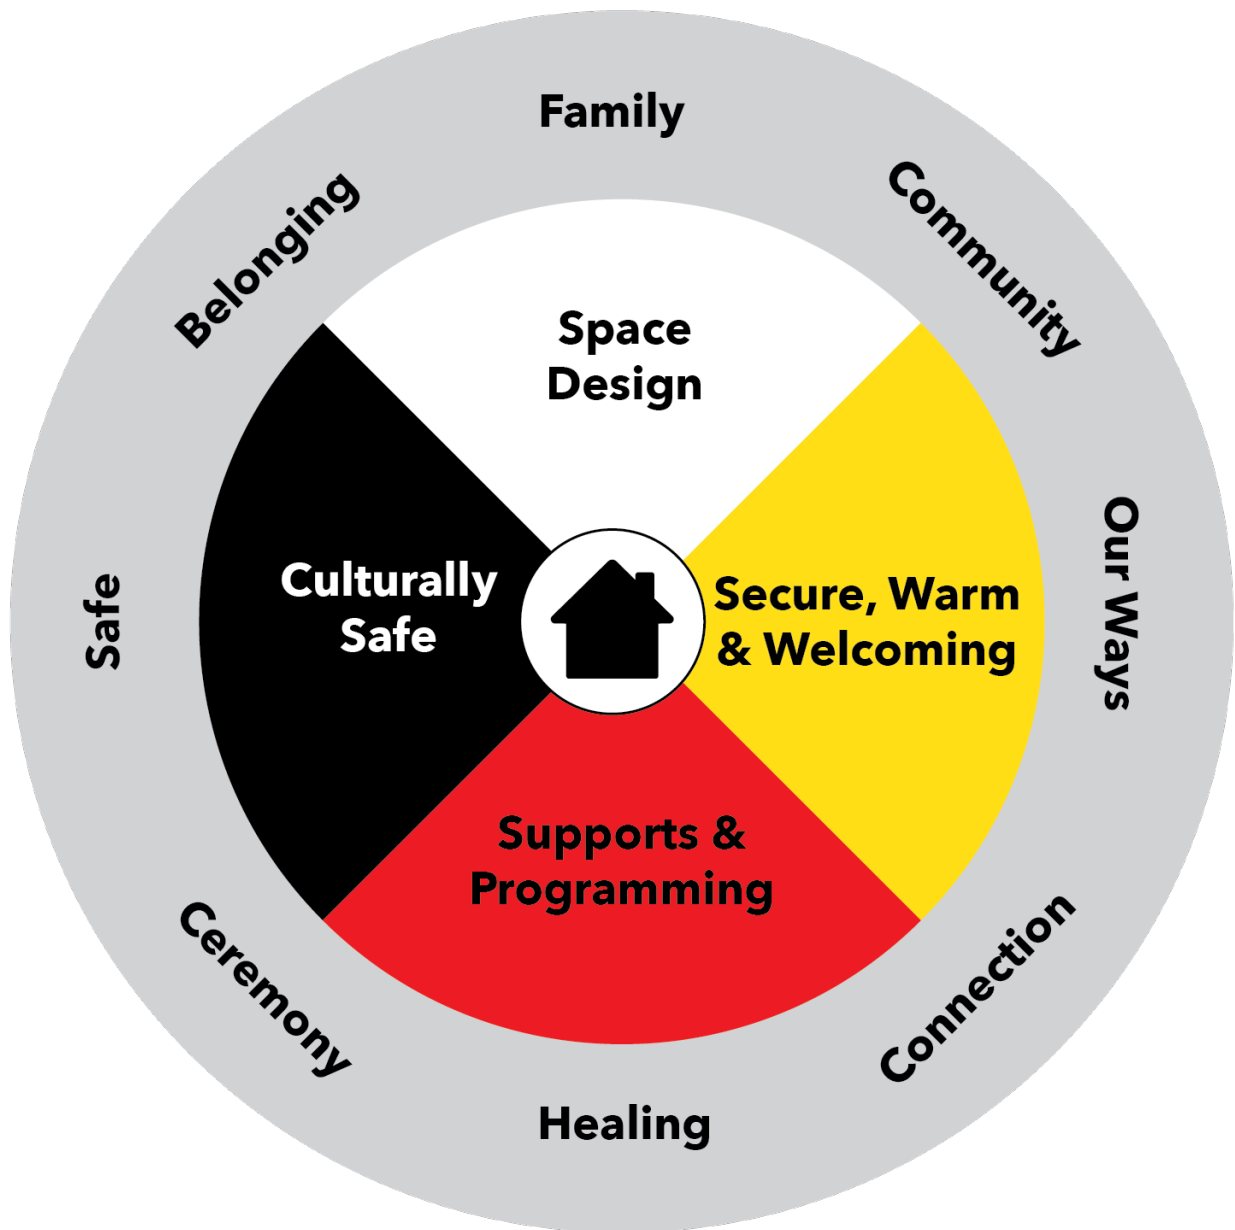 Family
Community
Our Ways
Connection
Healing
Ceremony
Safe
Belonging
Space
Design
Secure, Warm
& Welcoming
Supports &
Programming
Culturally
Safe